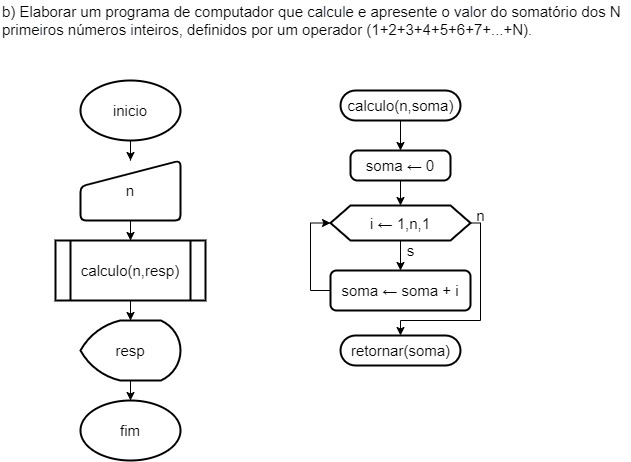 b) Elaborar um programa de computador que calcule e apresente o valor do somatório dos N
primeiros números inteiros, definidos por um operador (1+2+3+4+5+6+7+...+N).
inicio
n
calculo(n,resp)
resp
fim
calculo(n,soma)
soma ← 0
i ← 1,n,1
n
s
soma ← soma + i
retornar(soma)